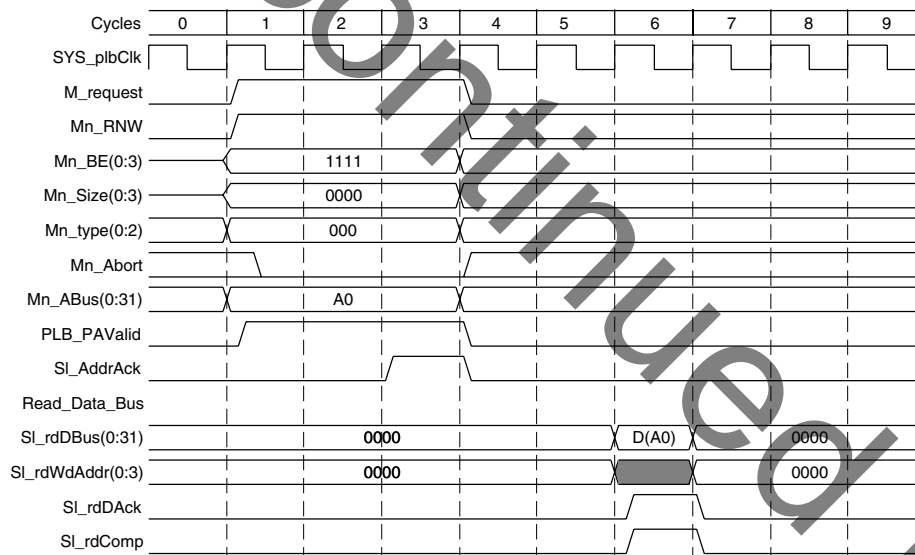 Cycles 0 1 2 3 4 5 6 7 8 9
SYS_plbClk
M_request
Mn_RNW
Mn_BE(0:3) 1111
Mn_Size(0:3) 0000
Mn_type(0:2) 000
Mn_Abort
Mn_ABus(0:31) A0
PLB_PAValid
Sl_AddrAck
Read_Data_Bus
Sl_rdDBus(0:31) 0000 D(A0) 0000
Sl_rdWdAddr(0:3) 0000 0000
Sl_rdDAck
Sl_rdComp
continued